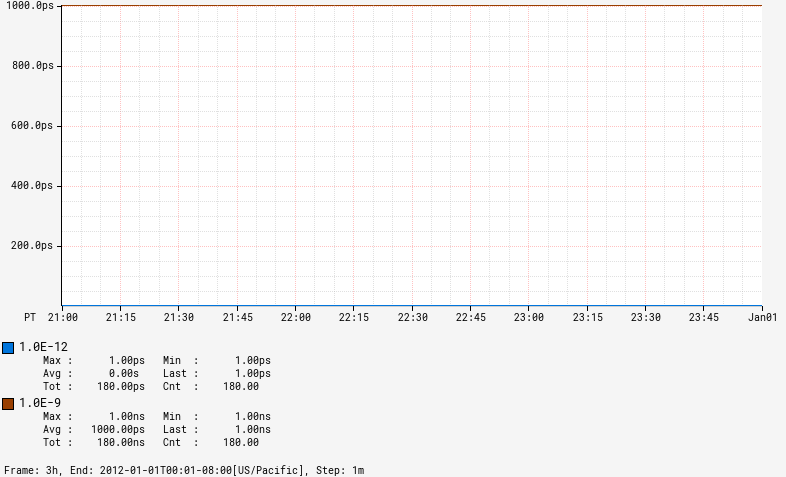 1000.0ps
800.0ps
600.0ps
400.0ps
200.0ps
PT 21:00 21:15 21:30 21:45 22:00 22:15 22:30 22:45 23:00 23:15 23:30 23:45 Jan01
1.0E-12
Max : 1.00ps Min : 1.00ps
Avg : 0.00s Last : 1.00ps
Tot : 180.00ps Cnt : 180.00
1.0E-9
Max : 1.00ns Min : 1.00ns
Avg : 1000.00ps Last : 1.00ns
Tot : 180.00ns Cnt : 180.00
Frame: 3h, End: 2012-01-01T00:01-08:00[US/Pacific], Step: 1m